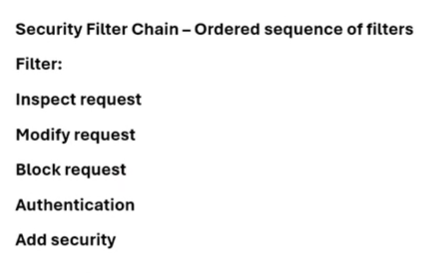 Security Filter Chain – Ordered sequence of filters
Filter:
Inspect request
Modify request
Block request
Authentication
Add security